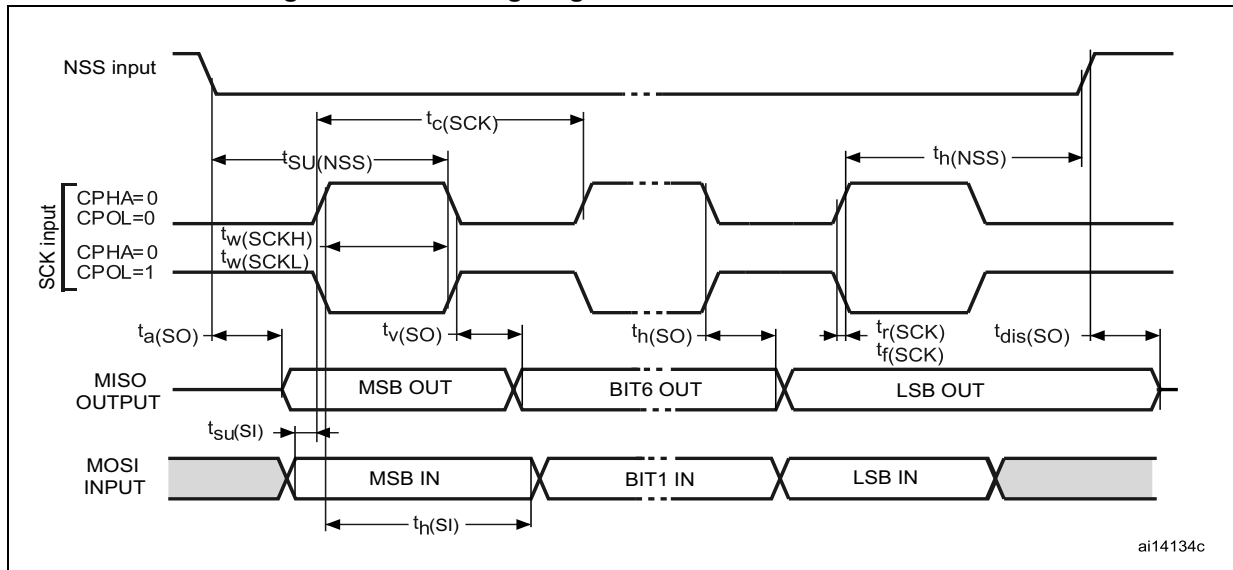 NSS input
tc(SCK)
tSU(NSS)
th(NSS)
SCK input
CPHA=0
CPOL=0
tw(SCKH)
CPHA=0
tw(SCKL)
CPOL=1
ta(SO)
tv(SO)
th(SO)
tr(SCK)
tf(SCK)
tdis(SO)
MISO
OUTPUT
MSB OUT
BIT6 OUT
LSB OUT
tsu(SI)
MOSI
INPUT
MSB IN
BIT1 IN
LSB IN
th(SI)
ai14134c